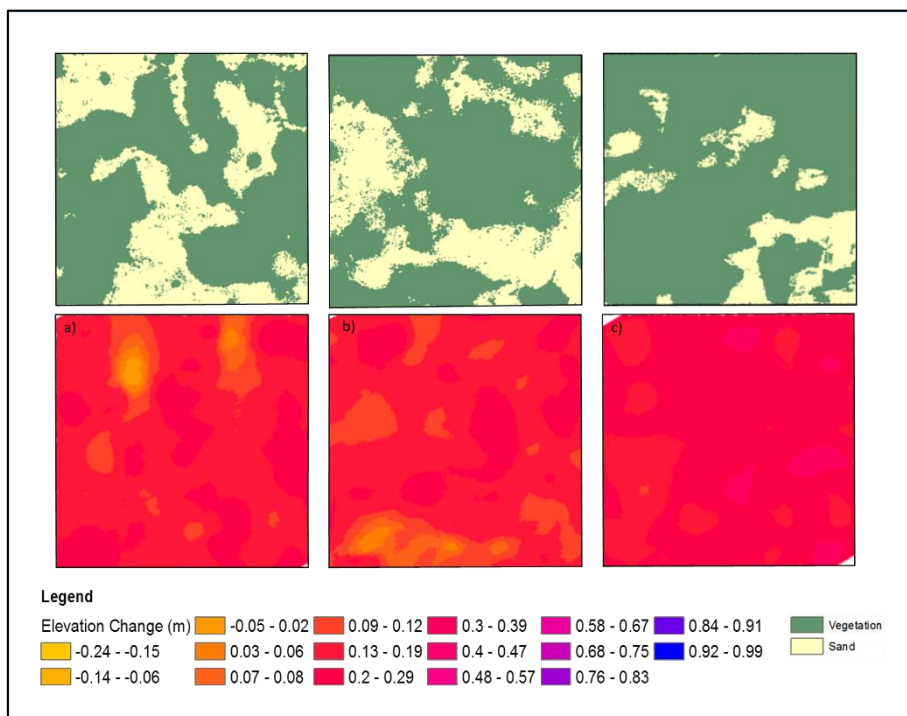 a) b) c)
Legend
Elevation Change (m) -0.05 - 0.02 0.09 - 0.12 0.3 - 0.39 0.58 - 0.67 0.84 - 0.91 Vegetation
-0.24 - -0.15 0.03 - 0.06 0.13 - 0.19 0.4 - 0.47 0.68 - 0.75 0.92 - 0.99 Sand
-0.14 - -0.06 0.07 - 0.08 0.2 - 0.29 0.48 - 0.57 0.76 - 0.83